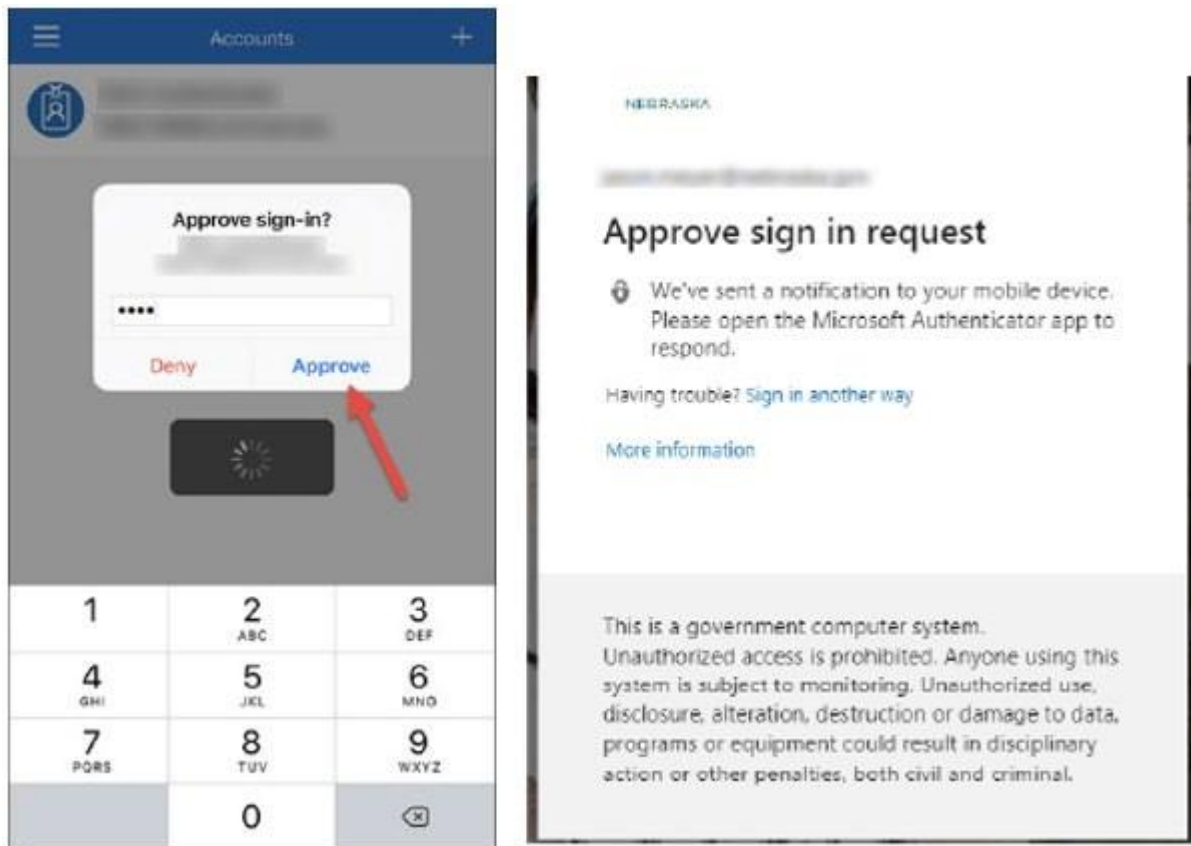 Accounts
+
Approve sign-in?
••••
Deny Approve
1 2 3
ABC DEF
4 5 6
GHI JKL MNO
7 8 9
PQRS TUV WXYZ
0
NEBRASKA
Approve sign in request
We've sent a notification to your mobile device.
Please open the Microsoft Authenticator app to
respond.
Having trouble? Sign in another way
More information
This is a government computer system.
Unauthorized access is prohibited. Anyone using this
system is subject to monitoring. Unauthorized use,
disclosure, alteration, destruction or damage to data,
programs or equipment could result in disciplinary
action or other penalties, both civil and criminal.